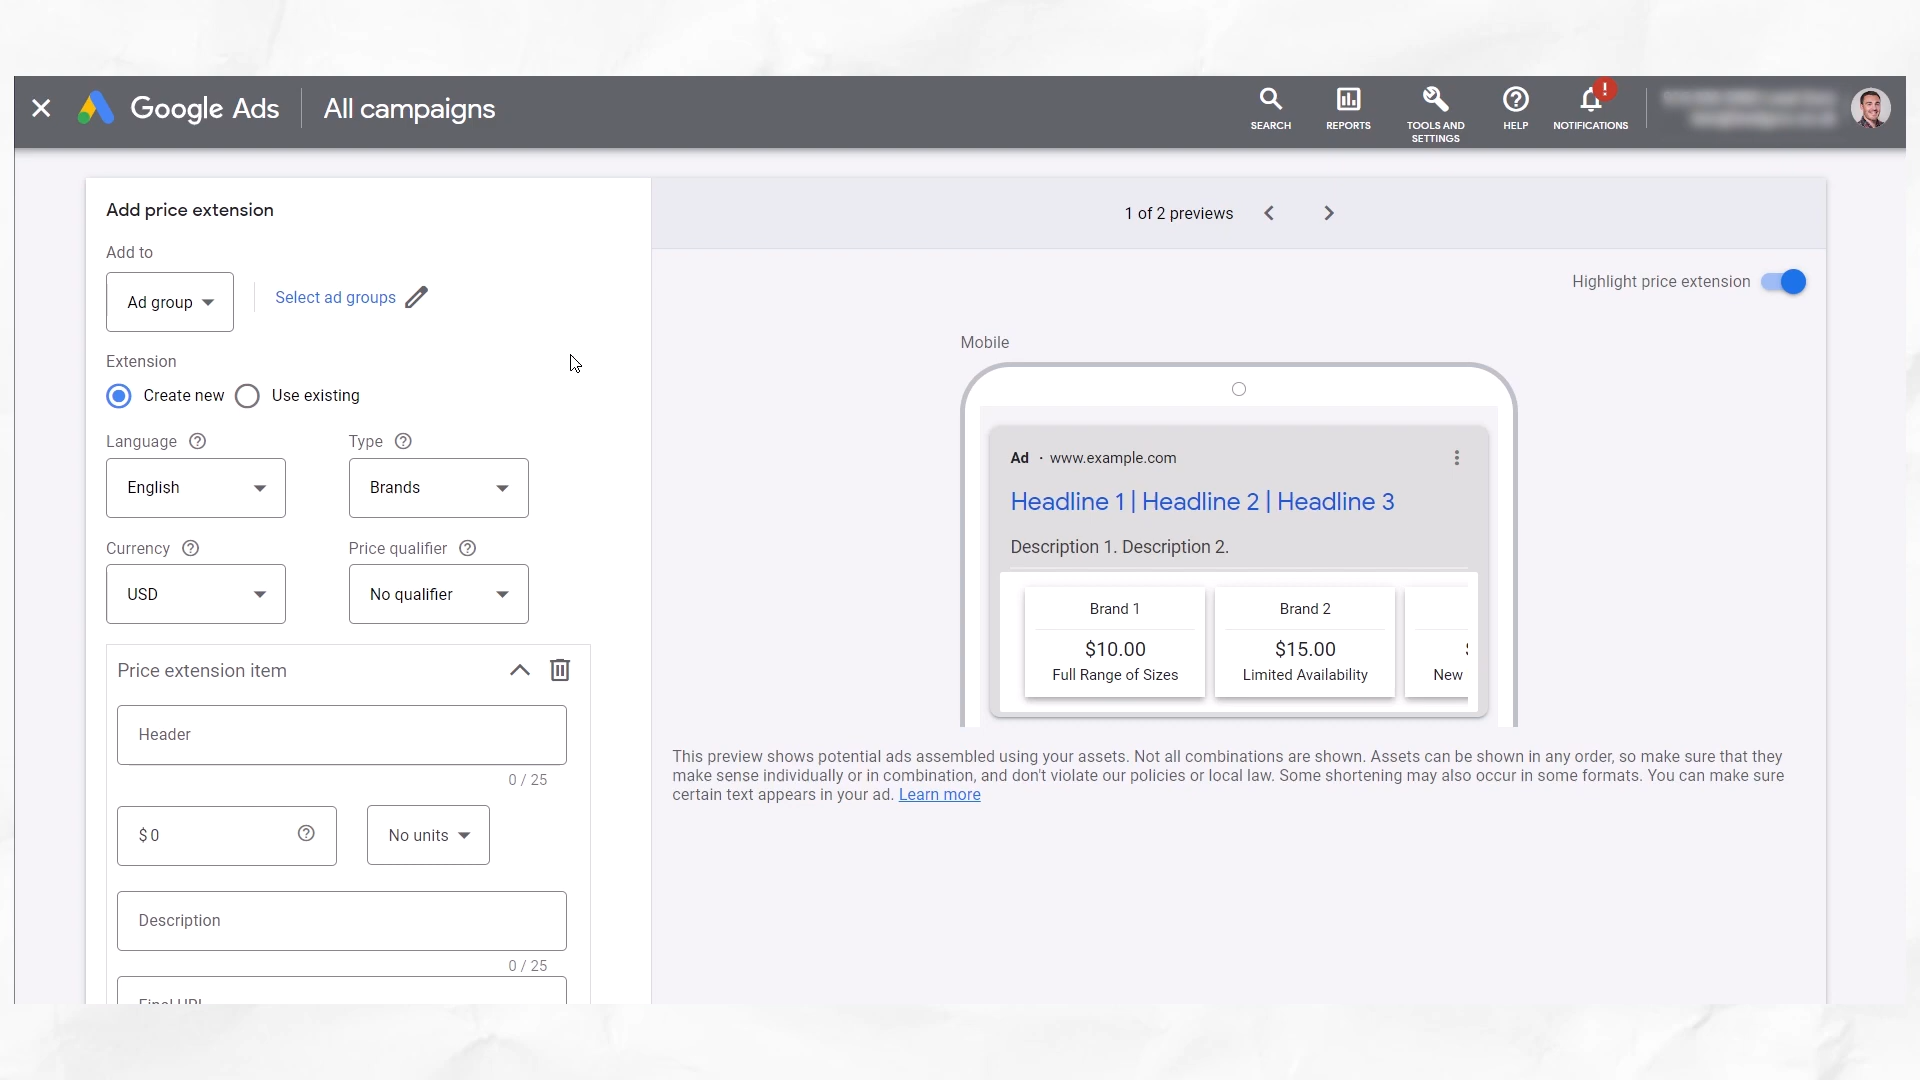 Google Ads
All campaigns
SEARCH
REPORTS
TOOLS AND
SETTINGS
HELP
!
NOTIFICATIONS
Add price extension
Add to
Ad group
Select ad groups
Extension
Create new
Use existing
Language
Type
English
Brands
Currency
Price qualifier
USD
No qualifier
Price extension item
Header
0 / 25
$ 0
No units
Description
0 / 25
Final URL
1 of 2 previews
Highlight price extension
Mobile
Ad · www.example.com
Headline 1 | Headline 2 | Headline 3
Description 1. Description 2.
Brand 1
$10.00
Full Range of Sizes
Brand 2
$15.00
Limited Availability
New
This preview shows potential ads assembled using your assets. Not all combinations are shown. Assets can be shown in any order, so make sure that they
make sense individually or in combination, and don't violate our policies or local law. Some shortening may also occur in some formats. You can make sure
certain text appears in your ad. Learn more